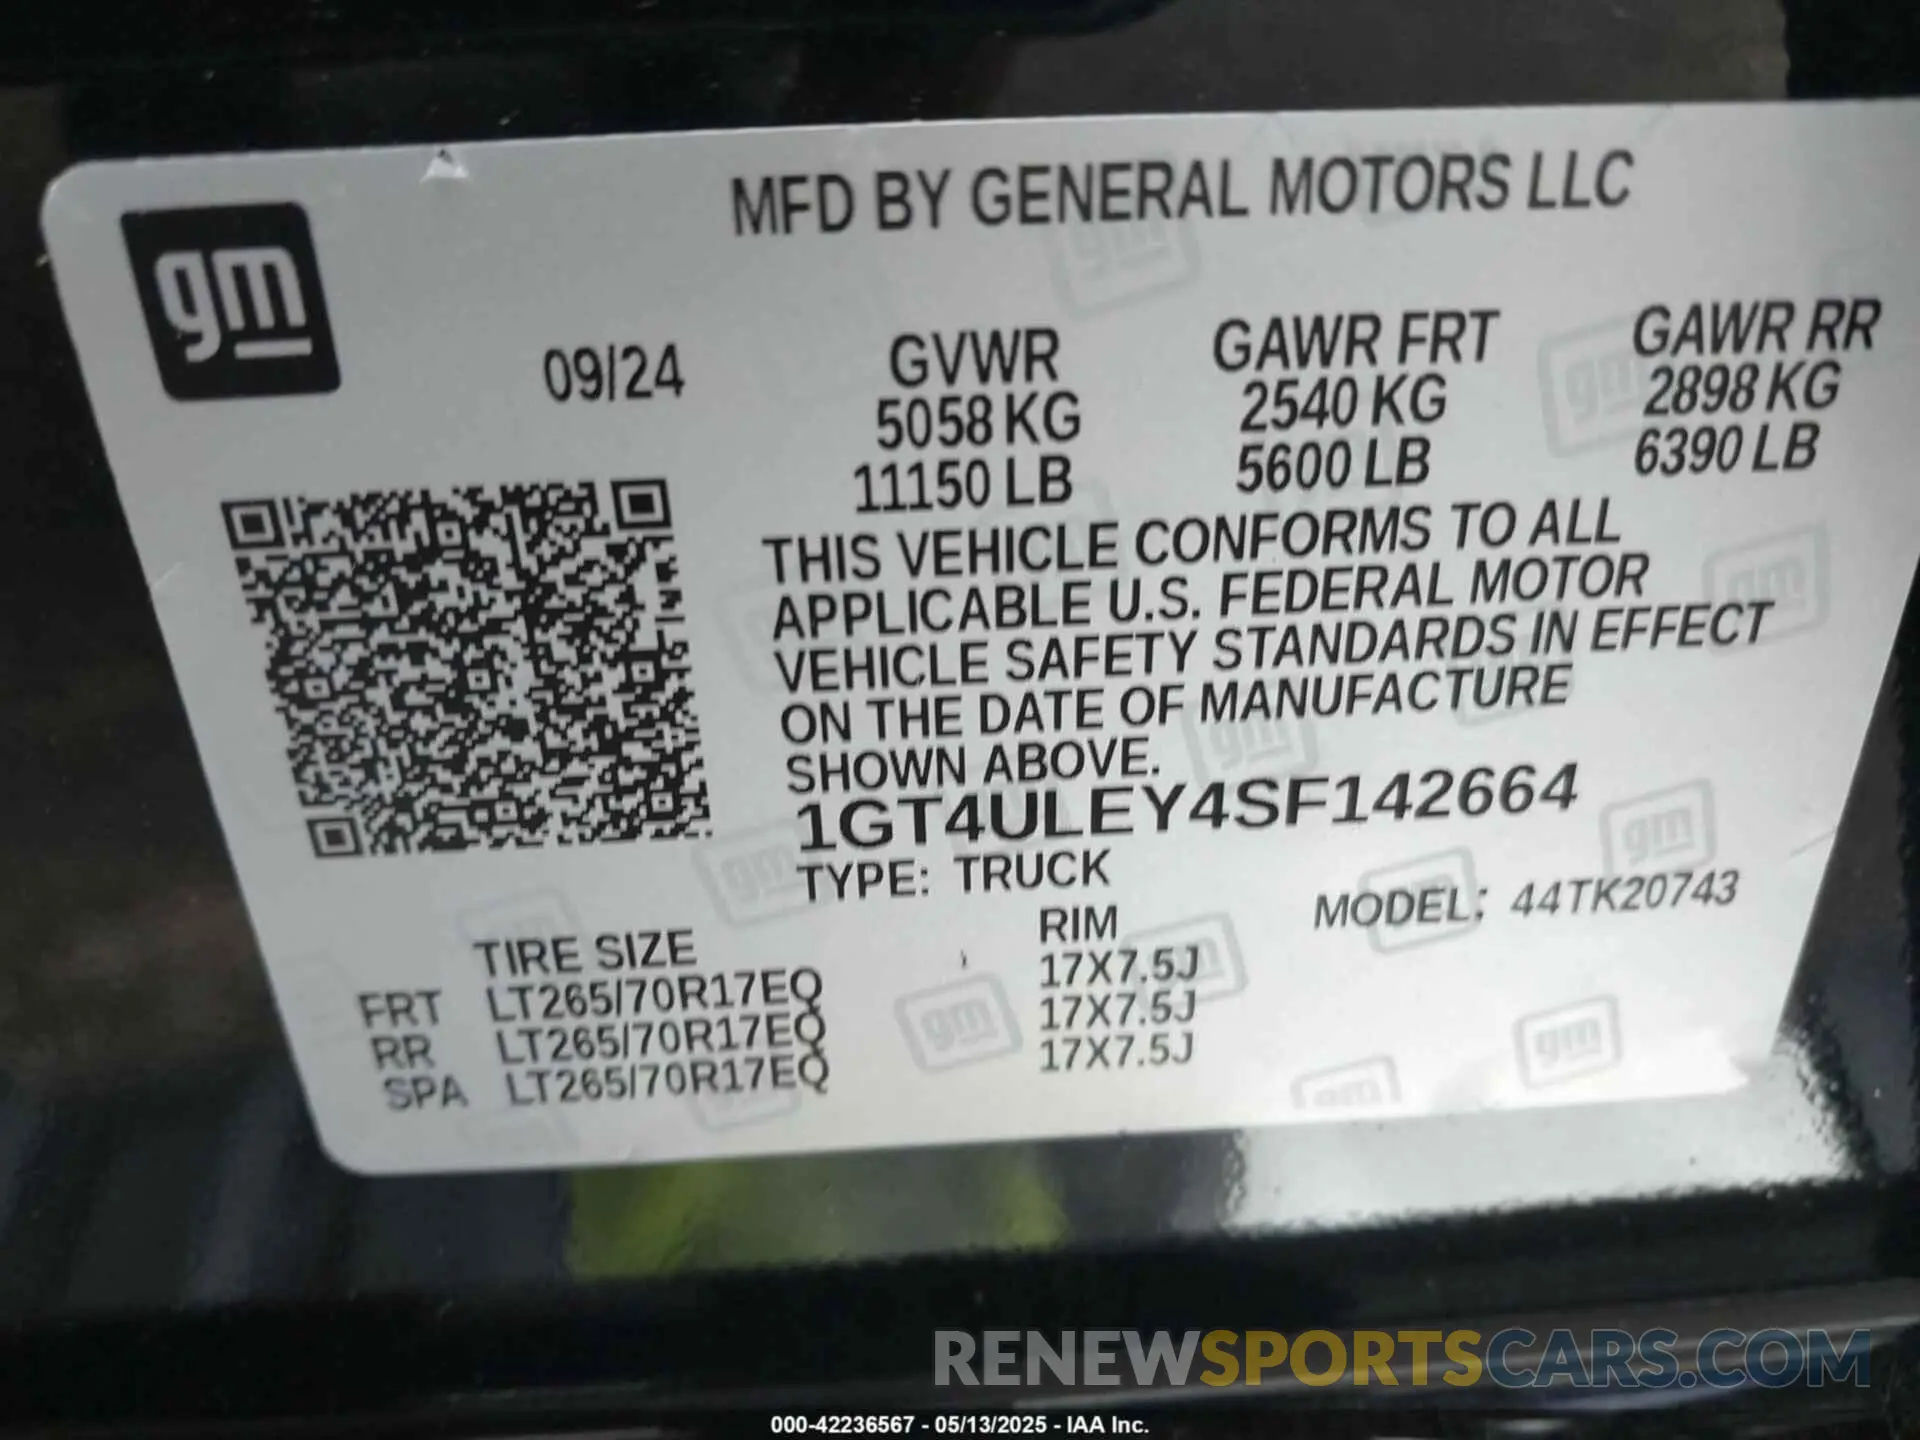 MFD BY GENERAL MOTORS LLC
gm
09/24
GVWR GAWR FRT GAWR RR
5058 KG 2540 KG 2898 KG
11150 LB 5600 LB 6390 LB
THIS VEHICLE CONFORMS TO ALL
APPLICABLE U.S. FEDERAL MOTOR
VEHICLE SAFETY STANDARDS IN EFFECT
ON THE DATE OF MANUFACTURE
SHOWN ABOVE.
1GT4ULEY4SF142664
TYPE: TRUCK
MODEL: 44TK20743
TIRE SIZE RIM
FRT LT265/70R17EQ 17X7.5J
RR LT265/70R17EQ 17X7.5J
SPA LT265/70R17EQ 17X7.5J
RENEWSPORTSCARS.COM
000-42236567 - 05/13/2025 - IAA Inc.